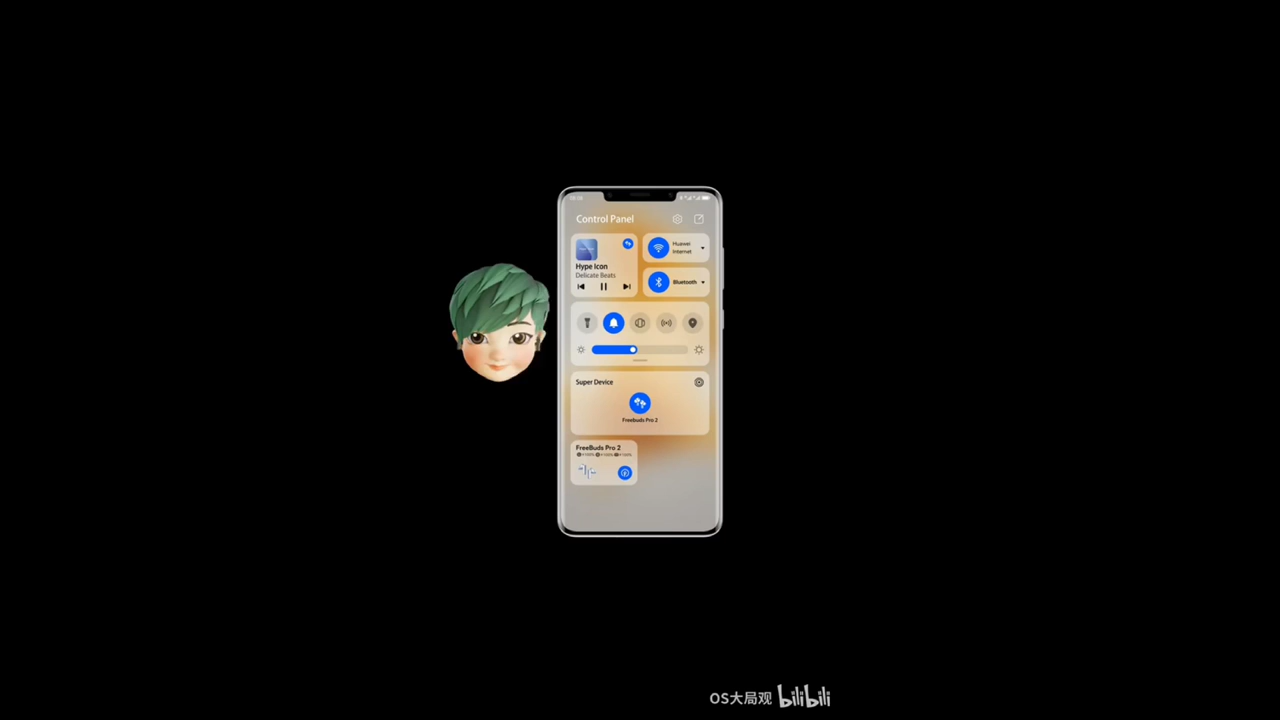 Control Panel
Hype Icon
Delicate Beats
Huawei
Internet
Bluetooth
Super Device
Freebuds Pro 2
FreeBuds Pro 2
OS大局观 bilibili